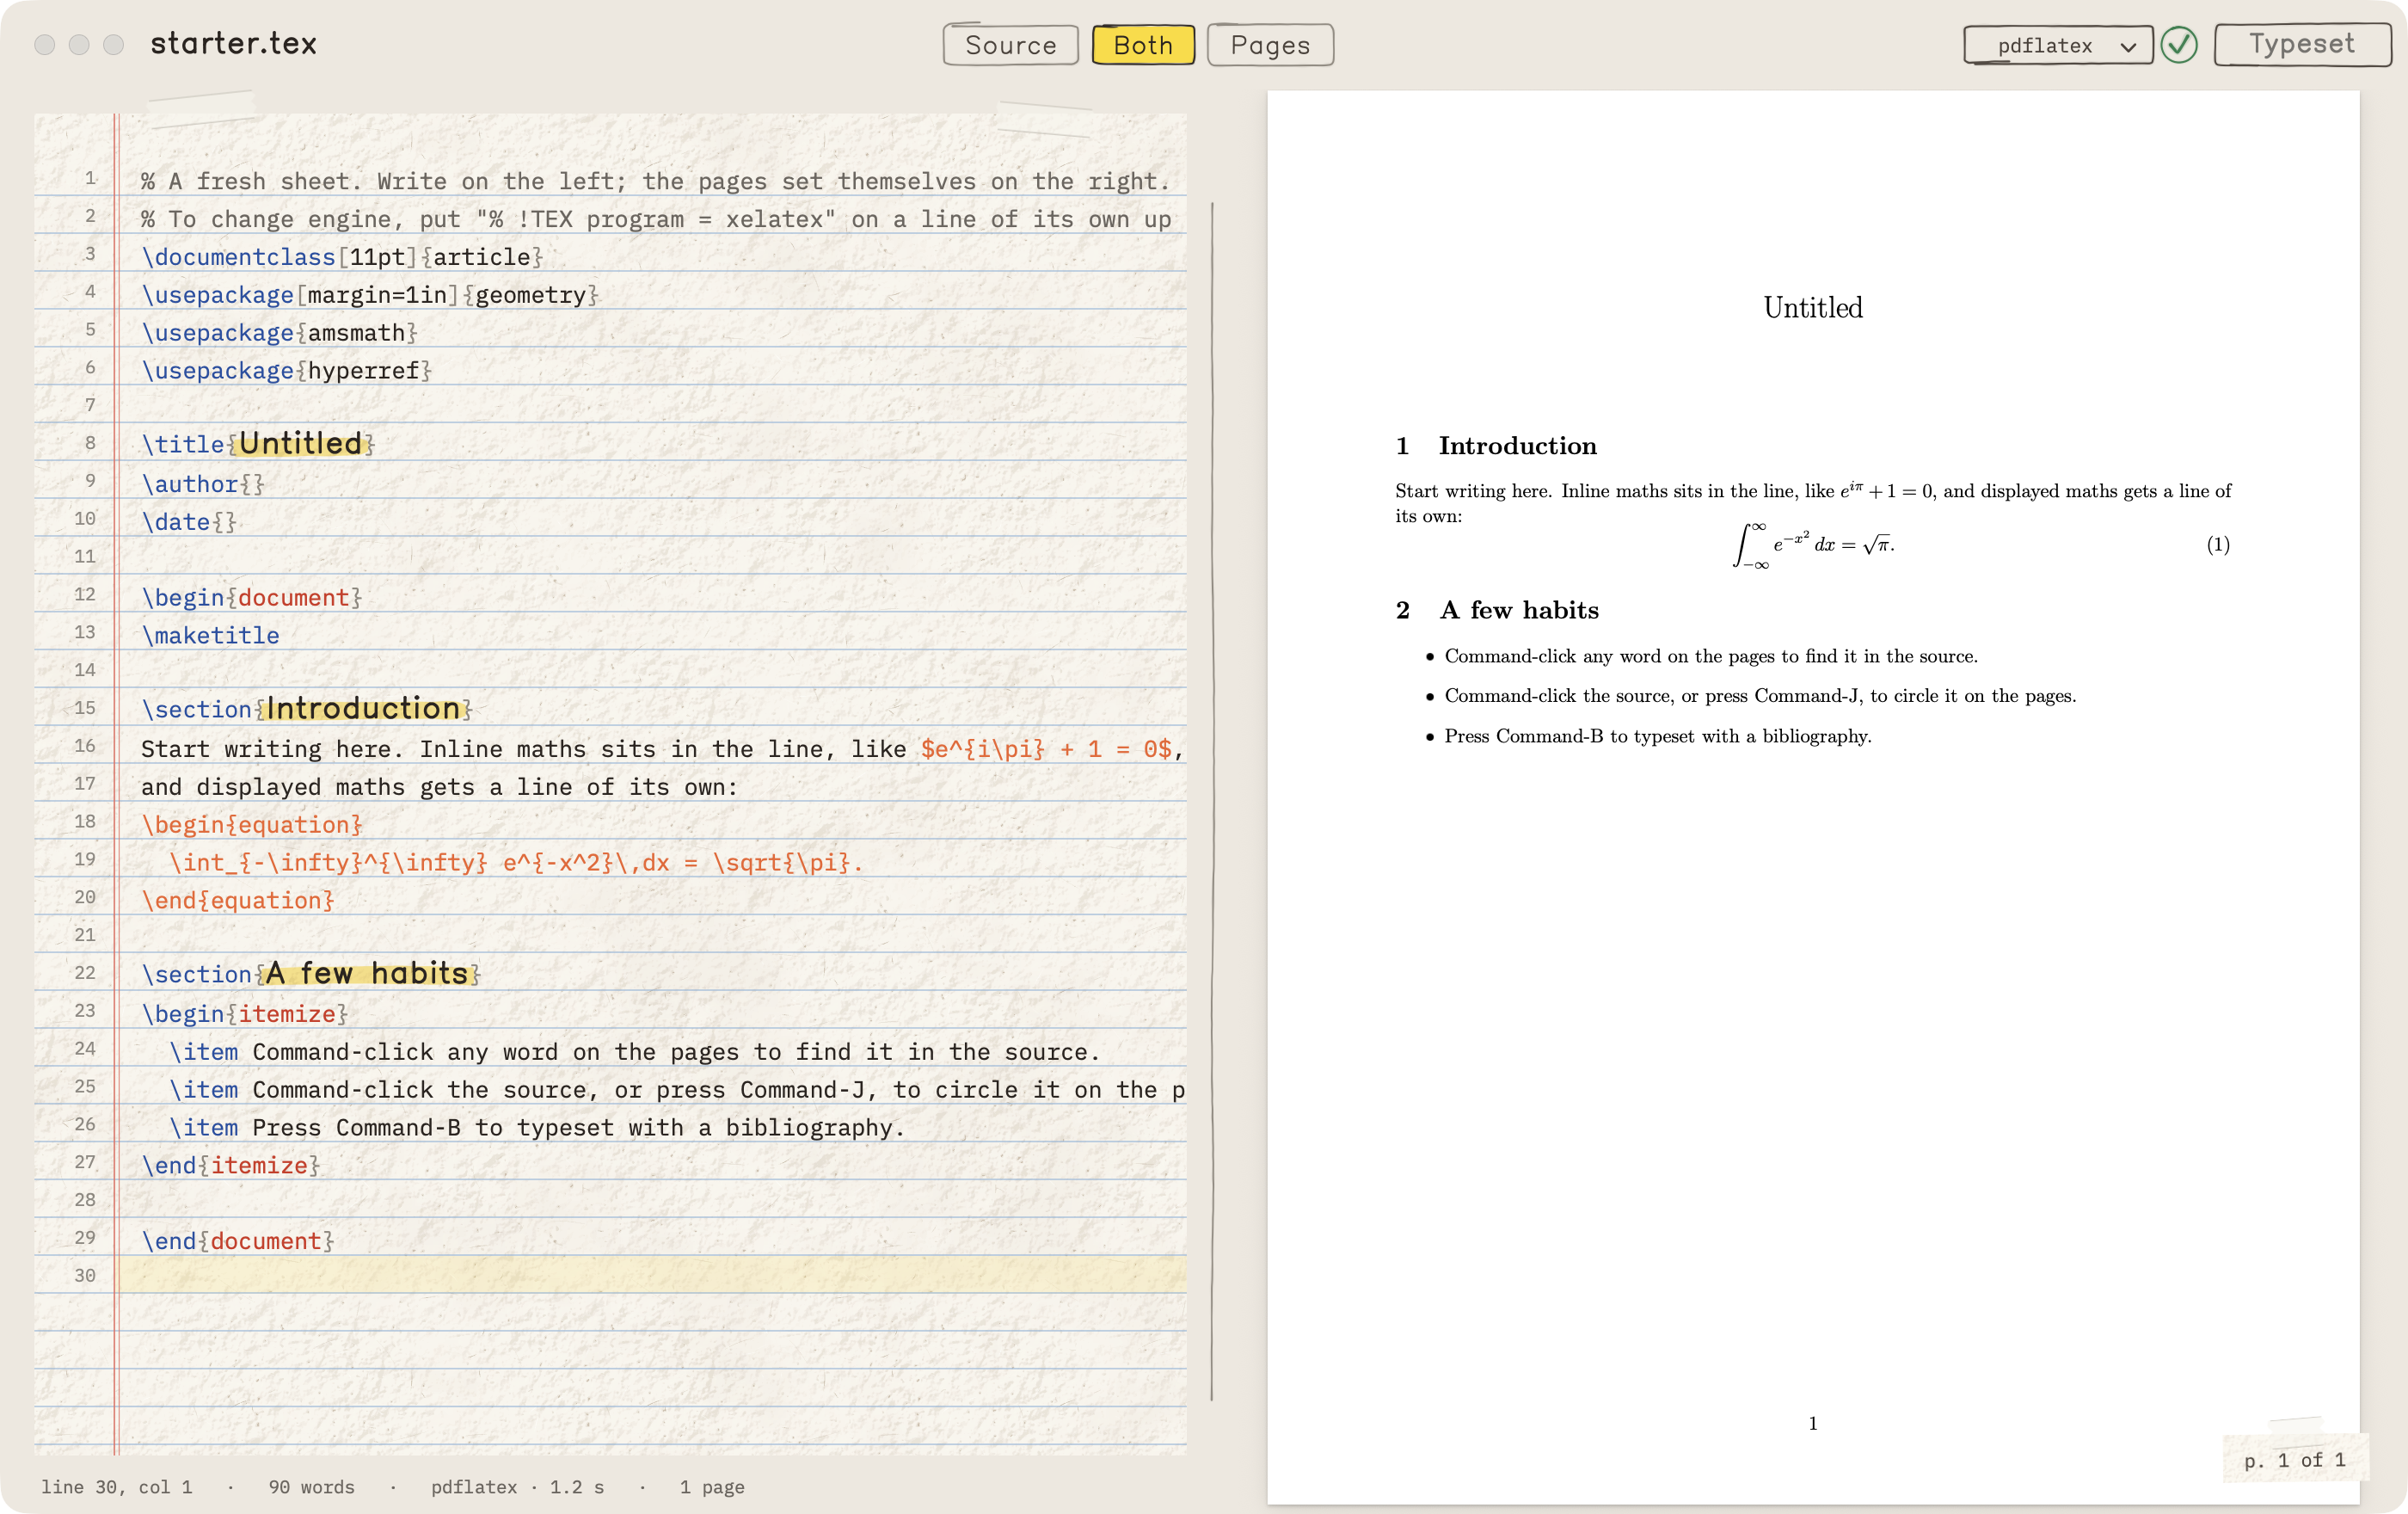 starter.tex
Source Both Pages
pdflatex
Typeset
1 % A fresh sheet. Write on the left; the pages set themselves on the right.
2 % To change engine, put "% !TEX program = xelatex" on a line of its own up
3 \documentclass[11pt]{article}
4 \usepackage[margin=1in]{geometry}
5 \usepackage{amsmath}
6 \usepackage{hyperref}
7
8 \title{Untitled}
9 \author{}
10 \date{}
11
12 \begin{document}
13 \maketitle
14
15 \section{Introduction}
16 Start writing here. Inline maths sits in the line, like $e^{i\pi} + 1 = 0$,
17 and displayed maths gets a line of its own:
18 \begin{equation}
19 \int_{-\infty}^{\infty} e^{-x^2}\,dx = \sqrt{\pi}.
20 \end{equation}
21
22 \section{A few habits}
23 \begin{itemize}
24 \item Command-click any word on the pages to find it in the source.
25 \item Command-click the source, or press Command-J, to circle it on the p
26 \item Press Command-B to typeset with a bibliography.
27 \end{itemize}
28
29 \end{document}
30
line 30, col 1 · 90 words · pdflatex · 1.2 s · 1 page
Untitled
1 Introduction
Start writing here. Inline maths sits in the line, like e^{iπ} + 1 = 0, and displayed maths gets a line of
its own:
∫_{−∞}^{∞} e^{−x²} dx = √π. (1)
2 A few habits
• Command-click any word on the pages to find it in the source.
• Command-click the source, or press Command-J, to circle it on the pages.
• Press Command-B to typeset with a bibliography.
1
p. 1 of 1